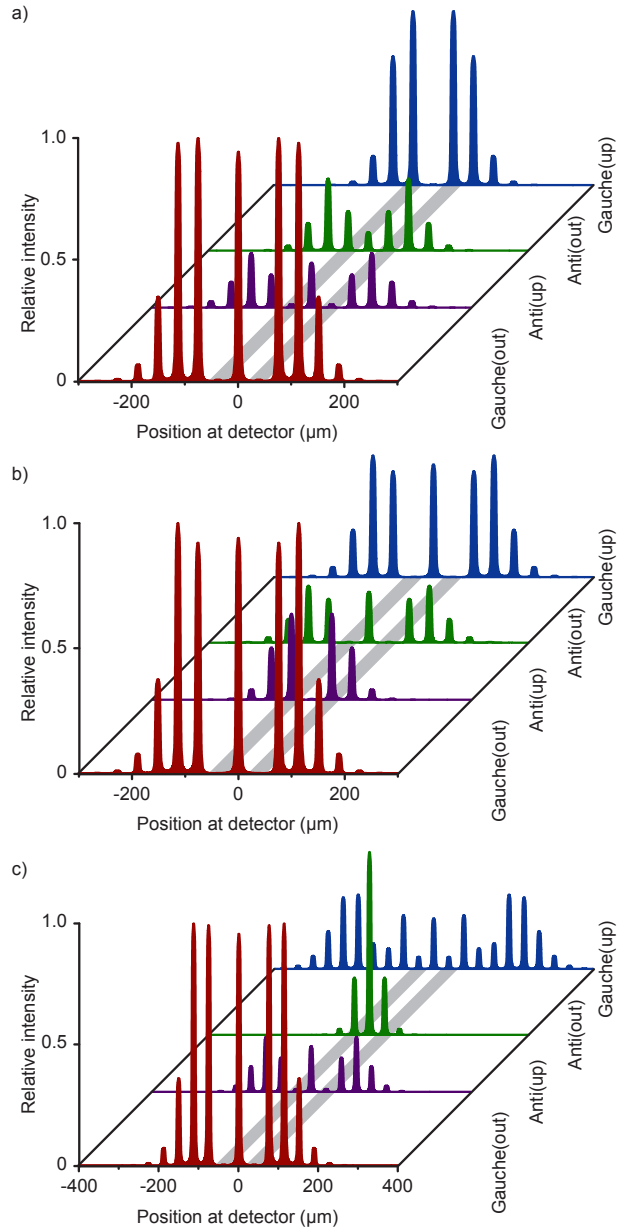 a)
1.0
0.5
0
Relative intensity
-200
0
200
Position at detector (µm)
Gauche(out)
Anti(up)
Anti(out)
Gauche(up)
b)
1.0
0.5
0
Relative intensity
-200
0
200
Position at detector (µm)
Gauche(out)
Anti(up)
Anti(out)
Gauche(up)
c)
1.0
0.5
0
Relative intensity
-400
-200
0
200
400
Position at detector (µm)
Gauche(out)
Anti(up)
Anti(out)
Gauche(up)